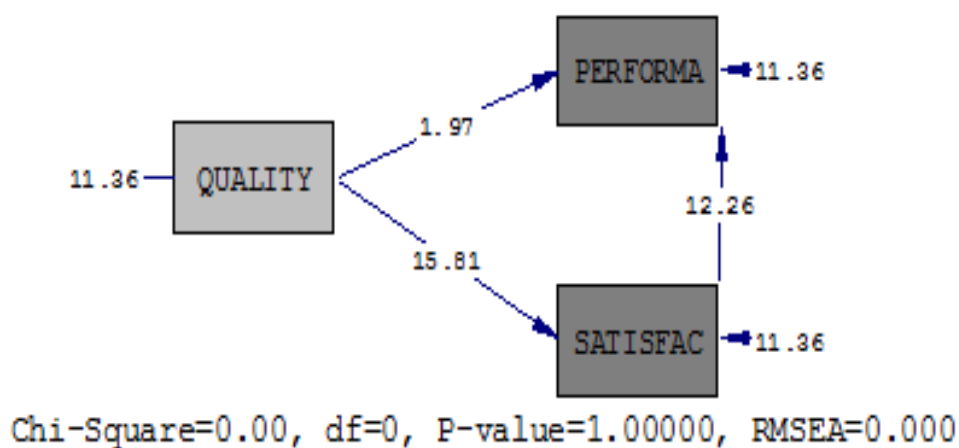 PERFORMA
11.36
1.97
11.36
QUALITY
12.26
15.81
SATISFAC
11.36
Chi-Square=0.00, df=0, P-value=1.00000, RMSEA=0.000